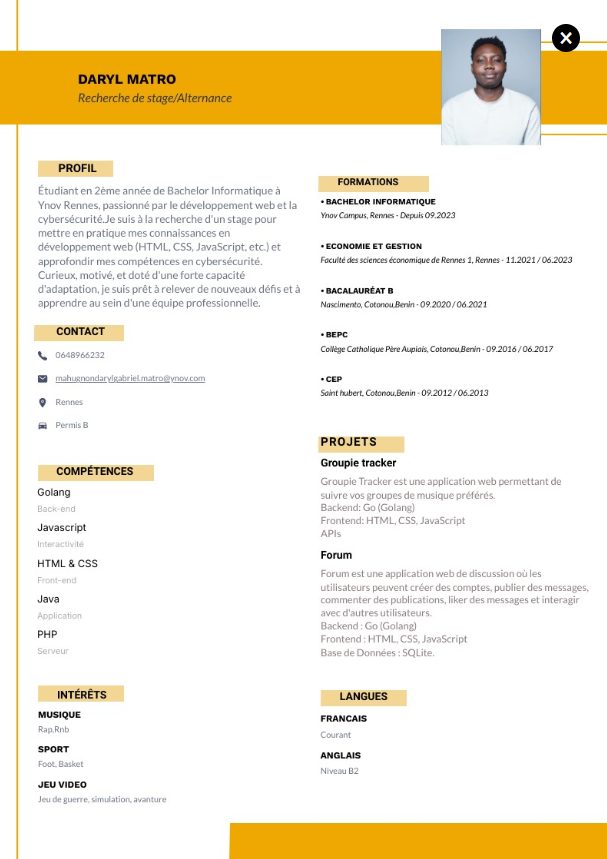 DARYL MATRO
Recherche de stage/Alternance
PROFIL
Étudiant en 2ème année de Bachelor Informatique à
Ynov Rennes, passionné par le développement web et la
cybersécurité.Je suis à la recherche d'un stage pour
mettre en pratique mes connaissances en
développement web (HTML, CSS, JavaScript, etc.) et
approfondir mes compétences en cybersécurité.
Curieux, motivé, et doté d'une forte capacité
d'adaptation, je suis prêt à relever de nouveaux défis et à
apprendre au sein d'une équipe professionnelle.
CONTACT
0648966232
mahugnondarylgabriel.matro@ynov.com
Rennes
Permis B
COMPÉTENCES
Golang
Back-end
Javascript
Interactivité
HTML & CSS
Front-end
Java
Application
PHP
Serveur
INTÉRÊTS
MUSIQUE
Rap,Rnb
SPORT
Foot, Basket
JEU VIDEO
Jeu de guerre, simulation, avanture
FORMATIONS
• BACHELOR INFORMATIQUE
Ynov Campus, Rennes - Depuis 09.2023
• ECONOMIE ET GESTION
Faculté des sciences économique de Rennes 1, Rennes - 11.2021 / 06.2023
• BACALAURÉAT B
Nascimento, Cotonou,Benin - 09.2020 / 06.2021
• BEPC
Collège Catholique Père Aupiais, Cotonou,Benin - 09.2016 / 06.2017
• CEP
Saint hubert, Cotonou,Benin - 09.2012 / 06.2013
PROJETS
Groupie tracker
Groupie Tracker est une application web permettant de
suivre vos groupes de musique préférés.
Backend: Go (Golang)
Frontend: HTML, CSS, JavaScript
APIs
Forum
Forum est une application web de discussion où les
utilisateurs peuvent créer des comptes, publier des messages,
commenter des publications, liker des messages et interagir
avec d'autres utilisateurs.
Backend : Go (Golang)
Frontend : HTML, CSS, JavaScript
Base de Données : SQLite.
LANGUES
FRANCAIS
Courant
ANGLAIS
Niveau B2